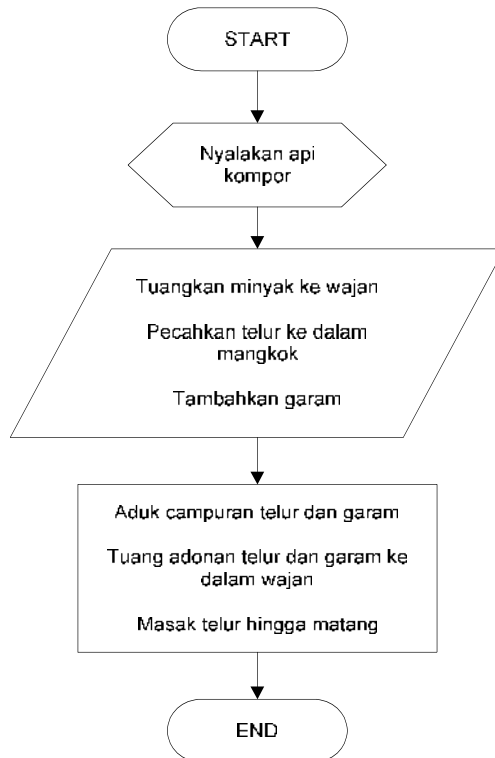 START
Nyalakan api
kompor
Tuangkan minyak ke wajan
Pecahkan telur ke dalam
mangkok
Tambahkan garam
Aduk campuran telur dan garam
Tuang adonan telur dan garam ke
dalam wajan
Masak telur hingga matang
END